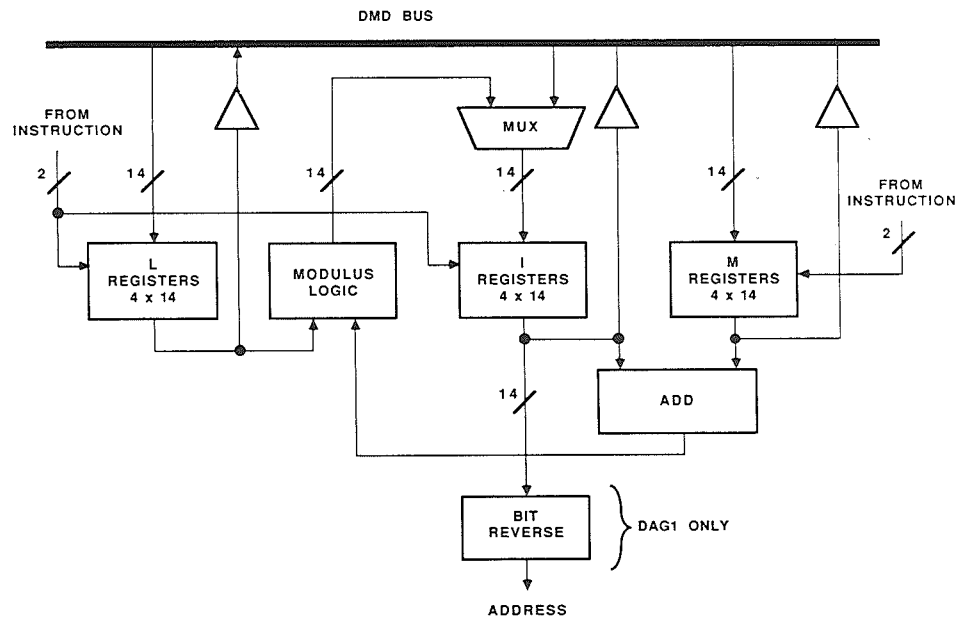 DMD BUS
FROM
INSTRUCTION
MUX
2
14
14
14
14
FROM
INSTRUCTION
2
L
REGISTERS
4 x 14
MODULUS
LOGIC
I
REGISTERS
4 x 14
M
REGISTERS
4 x 14
14
ADD
BIT
REVERSE
DAG1 ONLY
ADDRESS